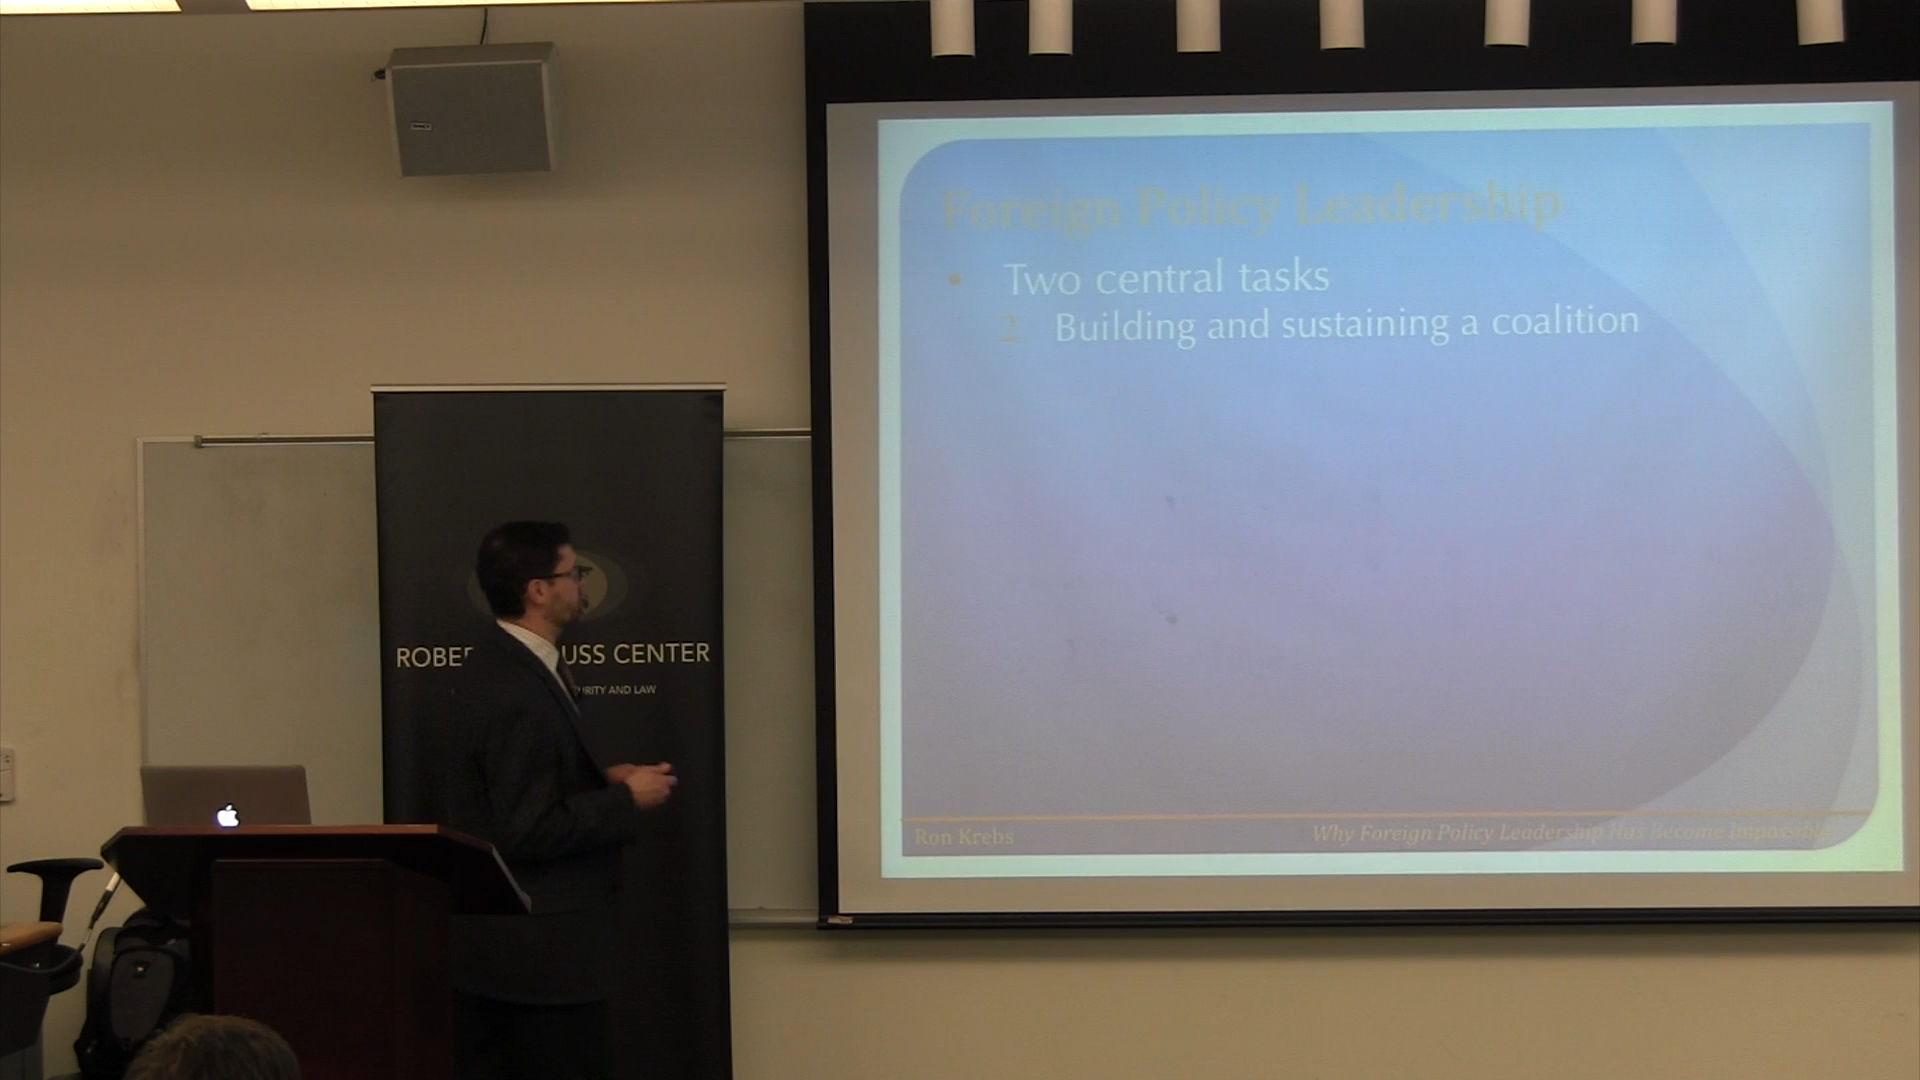 Foreign Policy Leadership
• Two central tasks
2. Building and sustaining a coalition
Ron Krebs
Why Foreign Policy Leadership Has Become Impossible
ROBE USS CENTER
URITY AND LAW